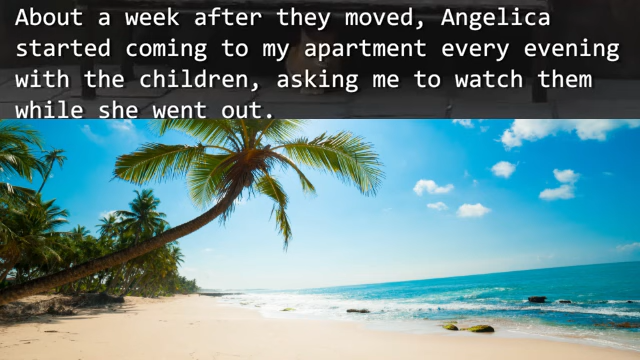 About a week after they moved, Angelica
started coming to my apartment every evening
with the children, asking me to watch them
while she went out.